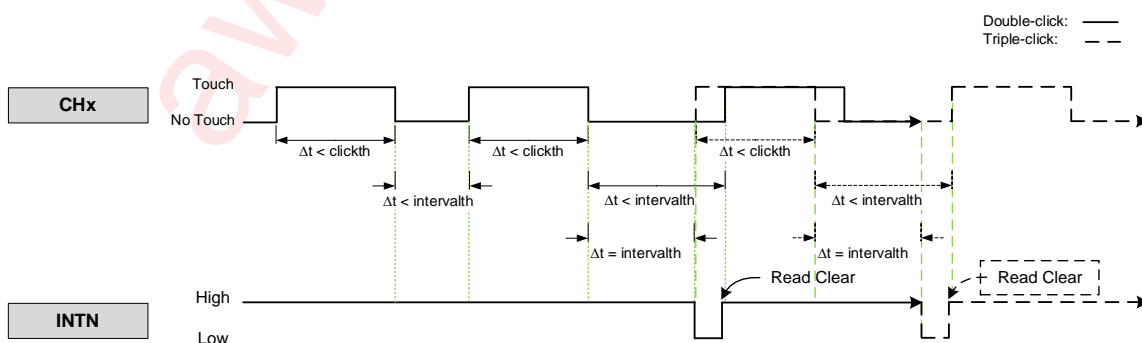 Double-click:
Triple-click:
Touch
CHx
No Touch
Δt < clickth Δt < clickth Δt < clickth
Δt < intervalth Δt < intervalth Δt < intervalth
Δt = intervalth Δt = intervalth
Read Clear Read Clear
High
INTN
Low
aw